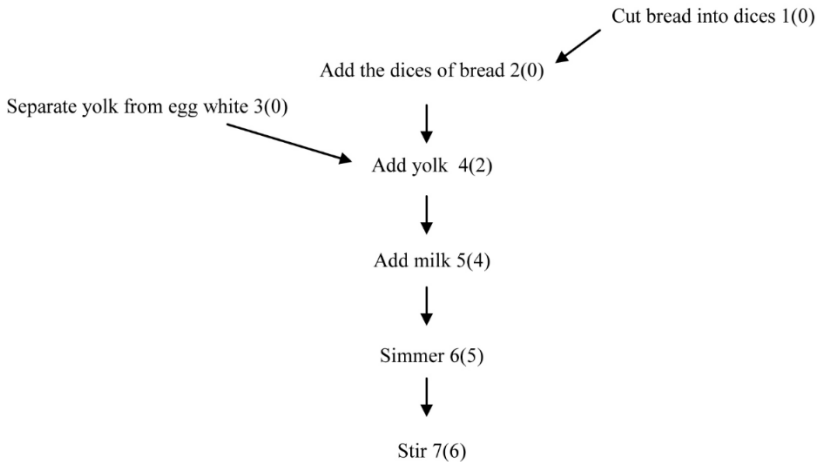 Cut bread into dices 1(0)
Add the dices of bread 2(0)
Separate yolk from egg white 3(0)
Add yolk 4(2)
Add milk 5(4)
Simmer 6(5)
Stir 7(6)